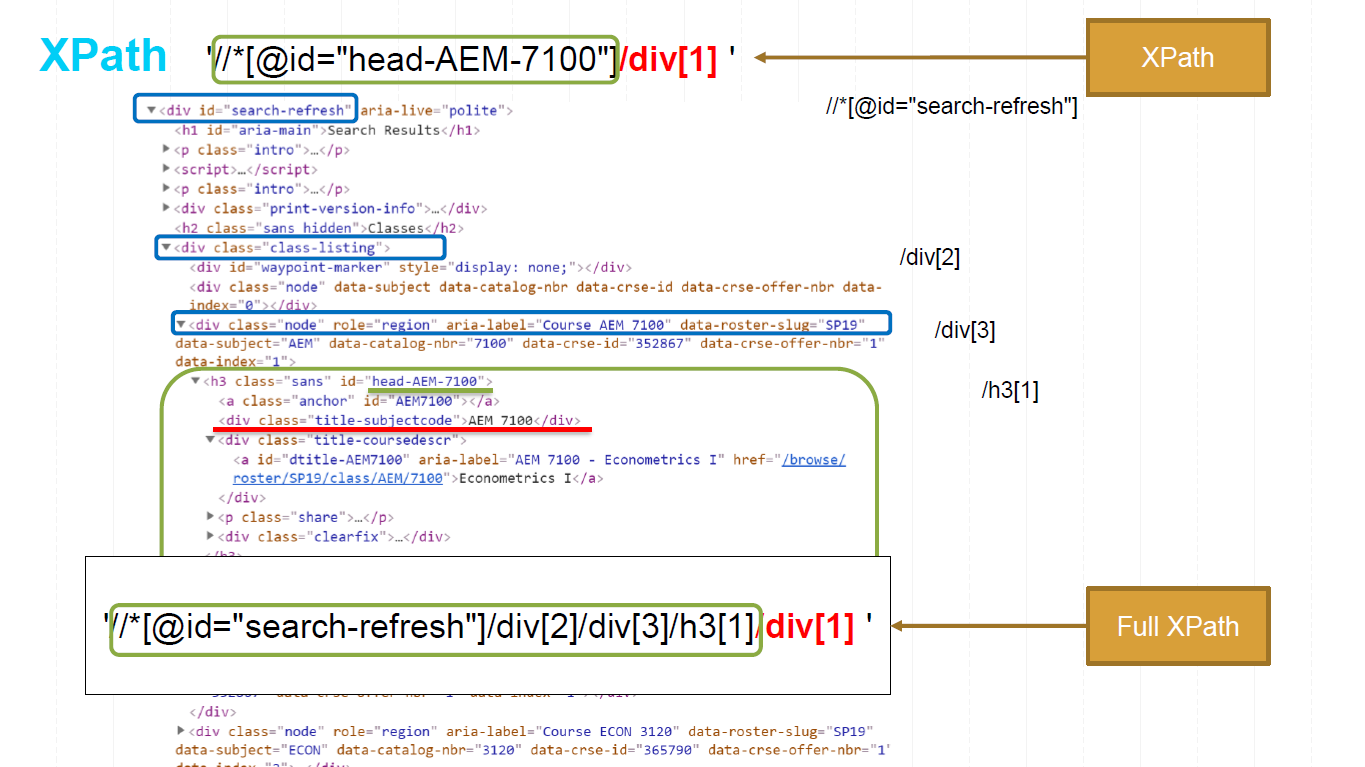 XPath '//*[@id="head-AEM-7100"]/div[1] '
XPath
//*[@id="search-refresh"]
▼<div id="search-refresh" aria-live="polite">
<h1 id="aria-main">Search Results</h1>
▶<p class="intro">…</p>
▶<script>…</script>
▶<p class="intro">…</p>
▶<div class="print-version-info">…</div>
<h2 class="sans hidden">Classes</h2>
▼<div class="class-listing">
/div[2]
<div id="waypoint-marker" style="display: none;"></div>
<div class="node" data-subject data-catalog-nbr data-crse-id data-crse-offer-nbr data-
index="0"></div>
▼<div class="node" role="region" aria-label="Course AEM 7100" data-roster-slug="SP19"
/div[3]
data-subject="AEM" data-catalog-nbr="7100" data-crse-id="352867" data-crse-offer-nbr="1"
data-index="1">
▼<h3 class="sans" id="head-AEM-7100">
/h3[1]
<a class="anchor" id="AEM7100"></a>
<div class="title-subjectcode">AEM 7100</div>
▼<div class="title-coursedescr">
<a id="dtitle-AEM7100" aria-label="AEM 7100 - Econometrics I" href="/browse/
roster/SP19/class/AEM/7100">Econometrics I</a>
</div>
▶<p class="share">…</p>
▶<div class="clearfix">…</div>
</h3>
'//*[@id="search-refresh"]/div[2]/div[3]/h3[1]/div[1] '
Full XPath
</div>
▶<div class="node" role="region" aria-label="Course ECON 3120" data-roster-slug="SP19"
data-subject="ECON" data-catalog-nbr="3120" data-crse-id="365790" data-crse-offer-nbr="1"